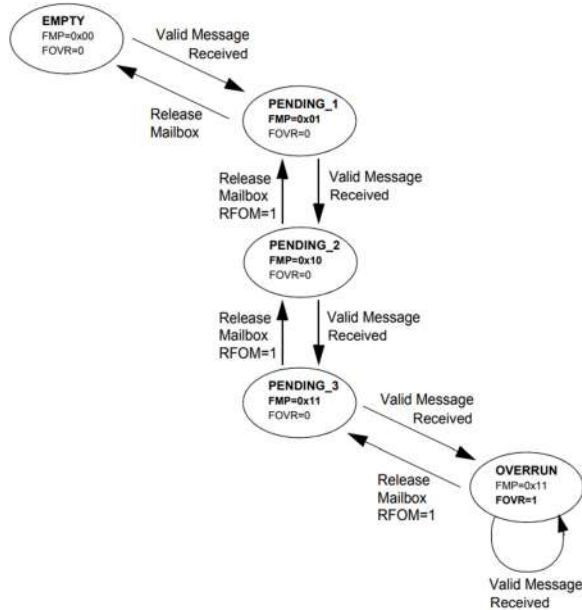 EMPTY
FMP=0x00
FOVR=0
Valid Message
Received
Release
Mailbox
PENDING_1
FMP=0x01
FOVR=0
Release
Mailbox
RFOM=1
Valid Message
Received
PENDING_2
FMP=0x10
FOVR=0
Release
Mailbox
RFOM=1
Valid Message
Received
PENDING_3
FMP=0x11
FOVR=0
Valid Message
Received
Release
Mailbox
RFOM=1
OVERRUN
FMP=0x11
FOVR=1
Valid Message
Received